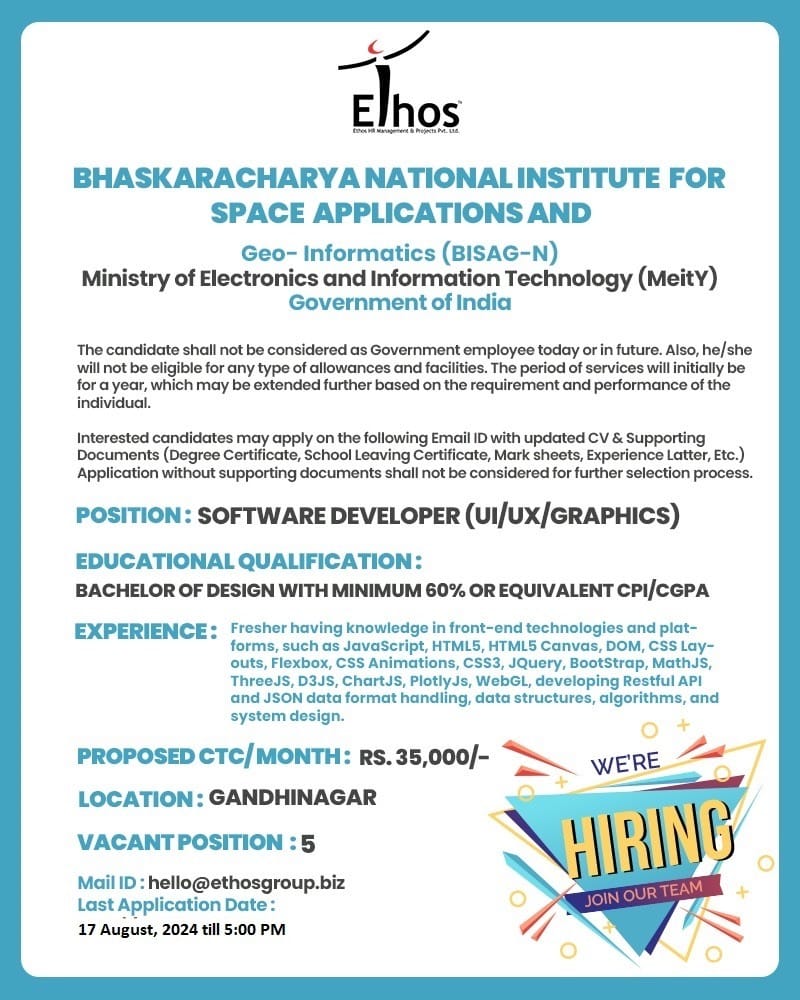 Ethos™
Ethos HR Management & Projects Pvt. Ltd.
BHASKARACHARYA NATIONAL INSTITUTE FOR
SPACE APPLICATIONS AND
Geo- Informatics (BISAG-N)
Ministry of Electronics and Information Technology (MeitY)
Government of India
The candidate shall not be considered as Government employee today or in future. Also, he/she
will not be eligible for any type of allowances and facilities. The period of services will initially be
for a year, which may be extended further based on the requirement and performance of the
individual.
Interested candidates may apply on the following Email ID with updated CV & Supporting
Documents (Degree Certificate, School Leaving Certificate, Mark sheets, Experience Latter, Etc.)
Application without supporting documents shall not be considered for further selection process.
POSITION : SOFTWARE DEVELOPER (UI/UX/GRAPHICS)
EDUCATIONAL QUALIFICATION :
BACHELOR OF DESIGN WITH MINIMUM 60% OR EQUIVALENT CPI/CGPA
EXPERIENCE : Fresher having knowledge in front-end technologies and plat-
forms, such as JavaScript, HTML5, HTML5 Canvas, DOM, CSS Lay-
outs, Flexbox, CSS Animations, CSS3, JQuery, BootStrap, MathJS,
ThreeJS, D3JS, ChartJS, PlotlyJs, WebGL, developing Restful API
and JSON data format handling, data structures, algorithms, and
system design.
PROPOSED CTC/MONTH : RS. 35,000/-
LOCATION : GANDHINAGAR
VACANT POSITION : 5
Mail ID : hello@ethosgroup.biz
Last Application Date :
17 August, 2024 till 5:00 PM
WE'RE
HIRING
JOIN OUR TEAM